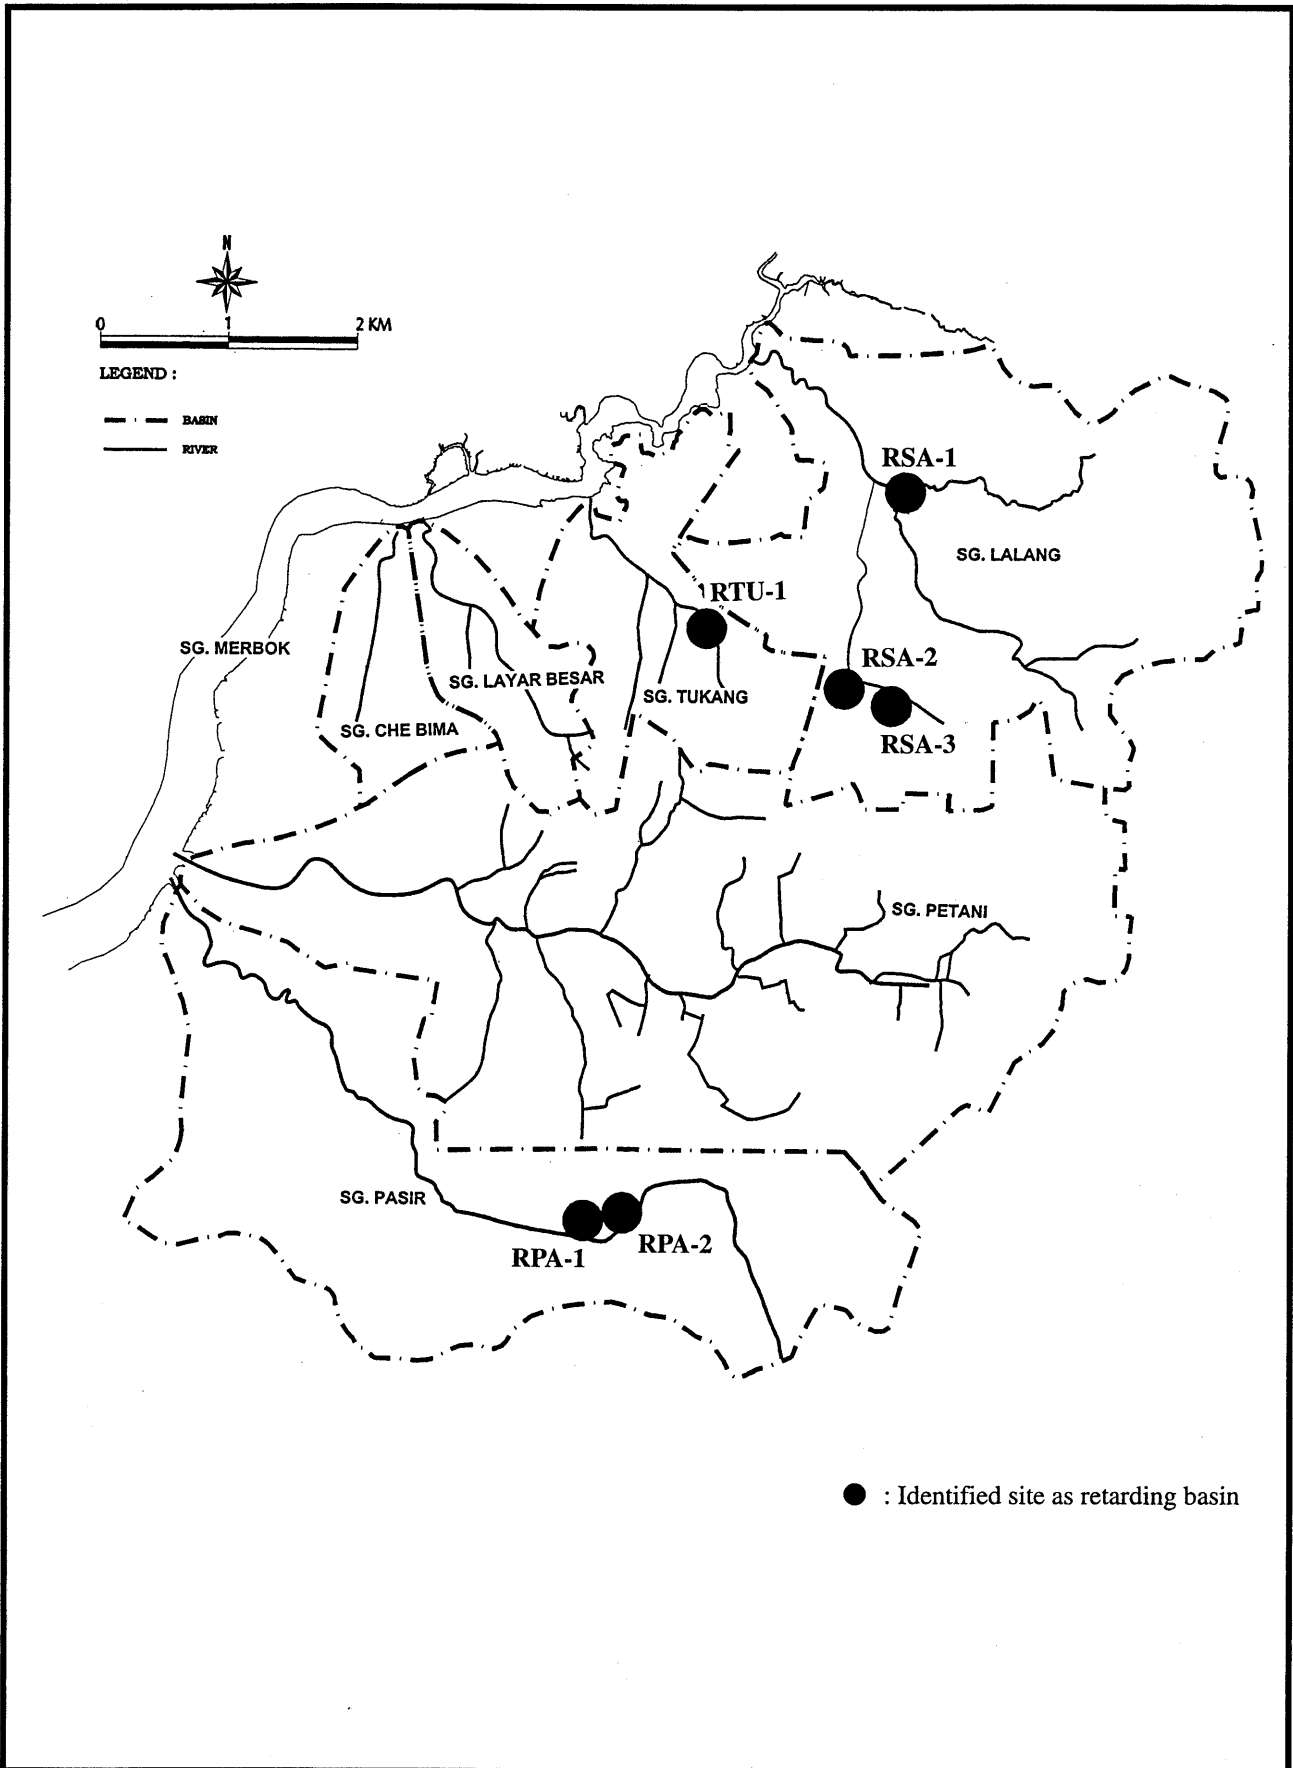 N
0 1 2 KM
LEGEND :
BASIN
RIVER
RSA-1
SG. LALANG
RTU-1
SG. MERBOK
RSA-2
SG. LAYAR BESAR
SG. TUKANG
SG. CHE BIMA
RSA-3
SG. PETANI
SG. PASIR
RPA-1
RPA-2
: Identified site as retarding basin